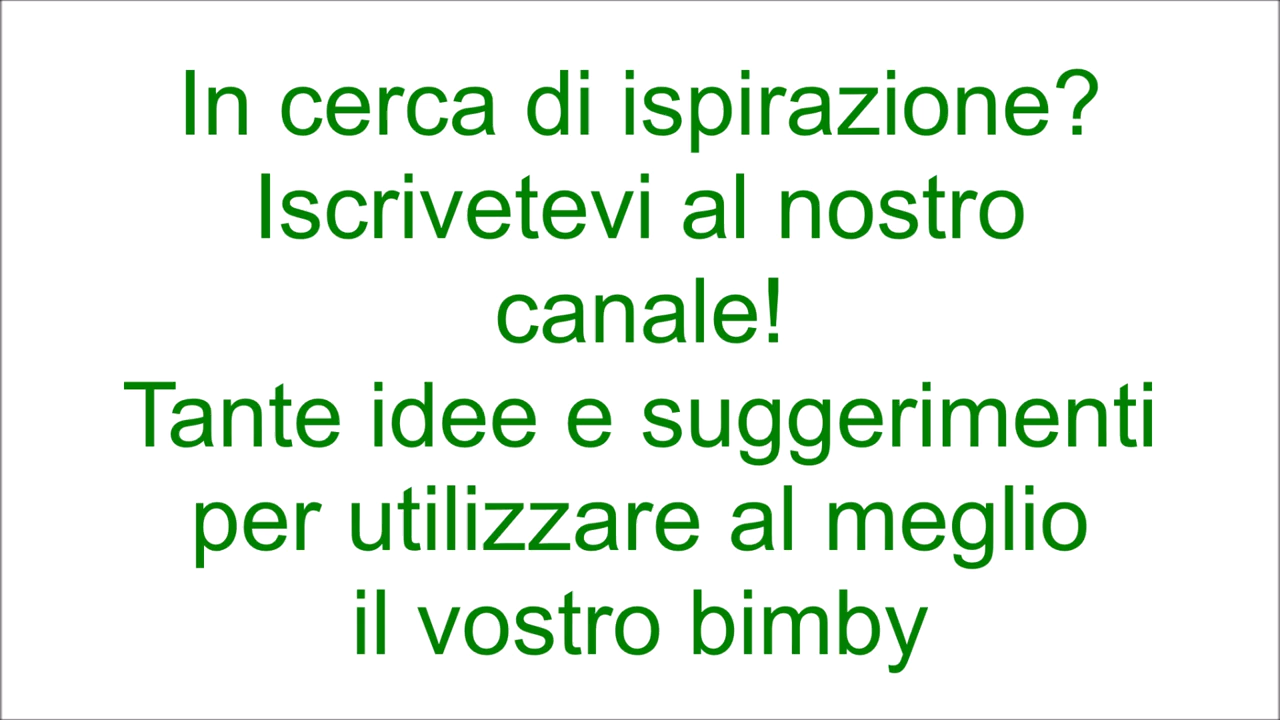 In cerca di ispirazione?
Iscrivetevi al nostro
canale!
Tante idee e suggerimenti
per utilizzare al meglio
il vostro bimby